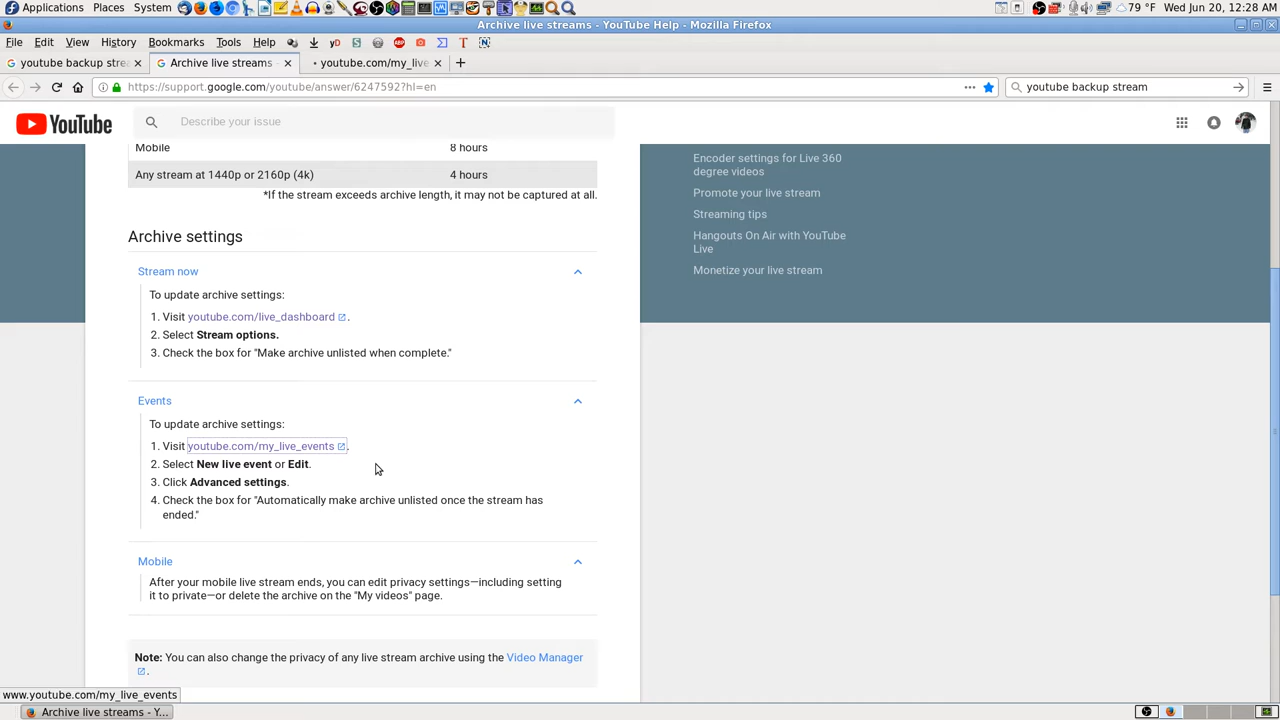 Applications Places System 79 °F Wed Jun 20, 12:28 AM
Archive live streams - YouTube Help - Mozilla Firefox
File Edit View History Bookmarks Tools Help
youtube backup stre Archive live streams - youtube.com/my_live
https://support.google.com/youtube/answer/6247592?hl=en youtube backup stream
YouTube Describe your issue
Mobile 8 hours
Any stream at 1440p or 2160p (4k) 4 hours
*If the stream exceeds archive length, it may not be captured at all.
Archive settings
Stream now
To update archive settings:
1. Visit youtube.com/live_dashboard .
2. Select Stream options.
3. Check the box for "Make archive unlisted when complete."
Events
To update archive settings:
1. Visit youtube.com/my_live_events .
2. Select New live event or Edit.
3. Click Advanced settings.
4. Check the box for "Automatically make archive unlisted once the stream has
ended."
Mobile
After your mobile live stream ends, you can edit privacy settings—including setting
it to private—or delete the archive on the "My videos" page.
Note: You can also change the privacy of any live stream archive using the Video Manager
.
Encoder settings for Live 360
degree videos
Promote your live stream
Streaming tips
Hangouts On Air with YouTube
Live
Monetize your live stream
www.youtube.com/my_live_events
Archive live streams - Y...